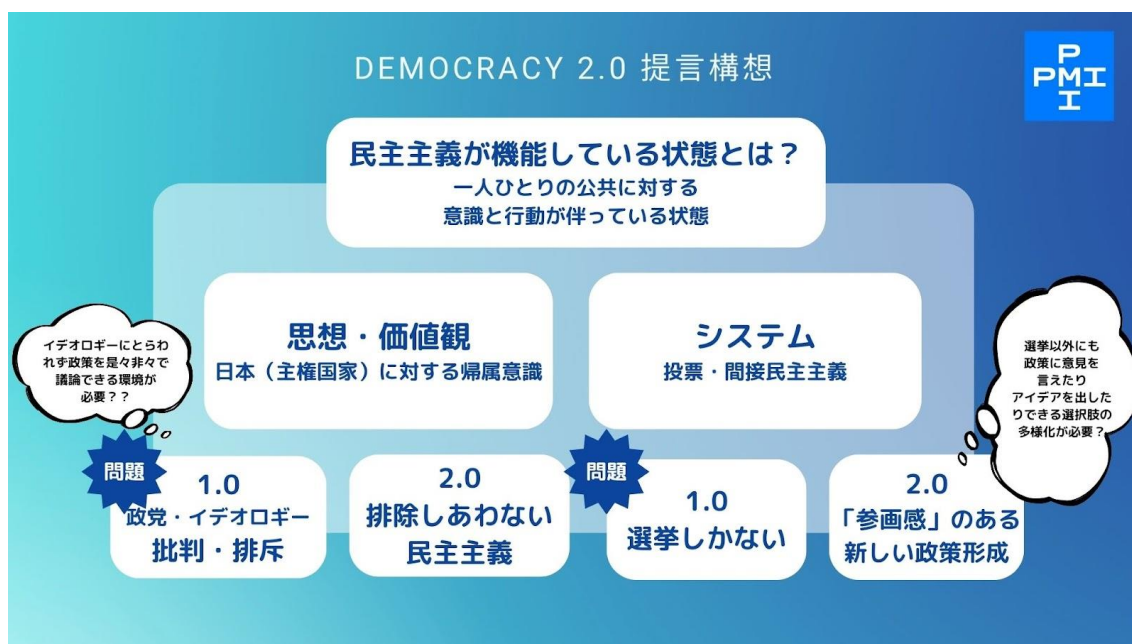 DEMOCRACY 2.0 提言構想
P
PMI
I
民主主義が機能している状態とは？
一人ひとりの公共に対する
意識と行動が伴っている状態
思想・価値観
日本（主権国家）に対する帰属意識
システム
投票・間接民主主義
イデオロギーにとらわ
れず政策を是々非々で
議論できる環境が
必要？？
選挙以外にも
政策に意見を
言えたり
アイデアを出した
りできる選択肢の
多様化が必要？
問題
1.0
政党・イデオロギー
批判・排斥
2.0
排除しあわない
民主主義
問題
1.0
選挙しかない
2.0
「参画感」のある
新しい政策形成